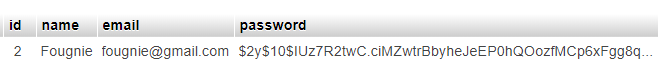 id name email password
2 Fougnie fougnie@gmail.com $2y$10$IUz7R2twC.ciMZwtrBbyheJeEP0hQOozfMCp6xFgg8q...